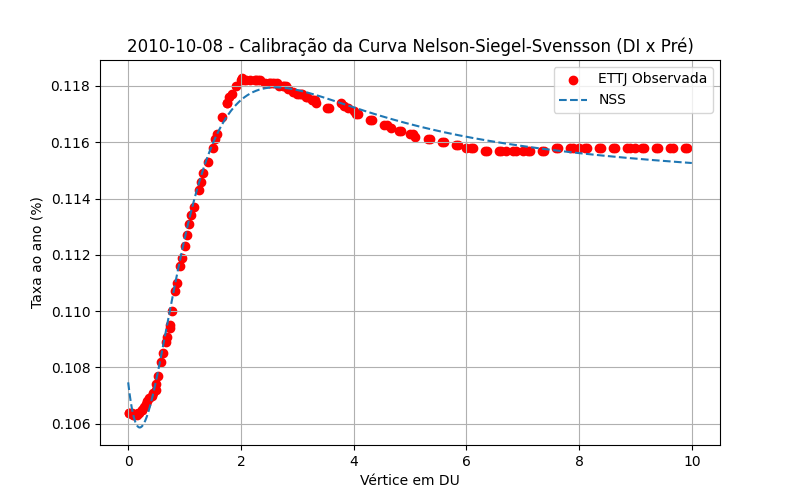 2010-10-08 - Calibração da Curva Nelson-Siegel-Svensson (DI x Pré)
ETTJ Observada
NSS
Taxa ao ano (%)
0.118
0.116
0.114
0.112
0.110
0.108
0.106
0 2 4 6 8 10
Vértice em DU